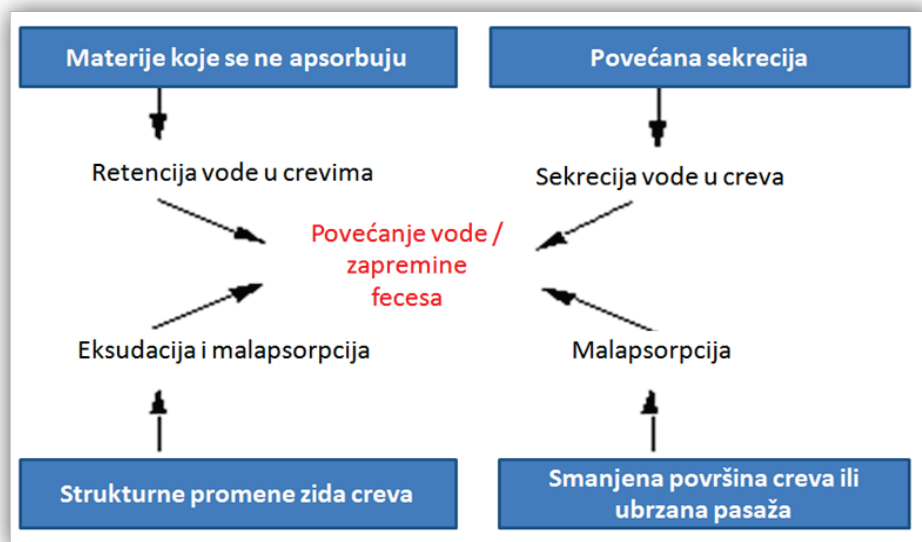 Materije koje se ne apsorbuju
Povećana sekrecija
Retencija vode u crevima
Sekrecija vode u creva
Povećanje vode /
zapremine
fecesa
Eksudacija i malapsorpcija
Malapsorpcija
Strukturne promene zida creva
Smanjena površina creva ili
ubrzana pasaža